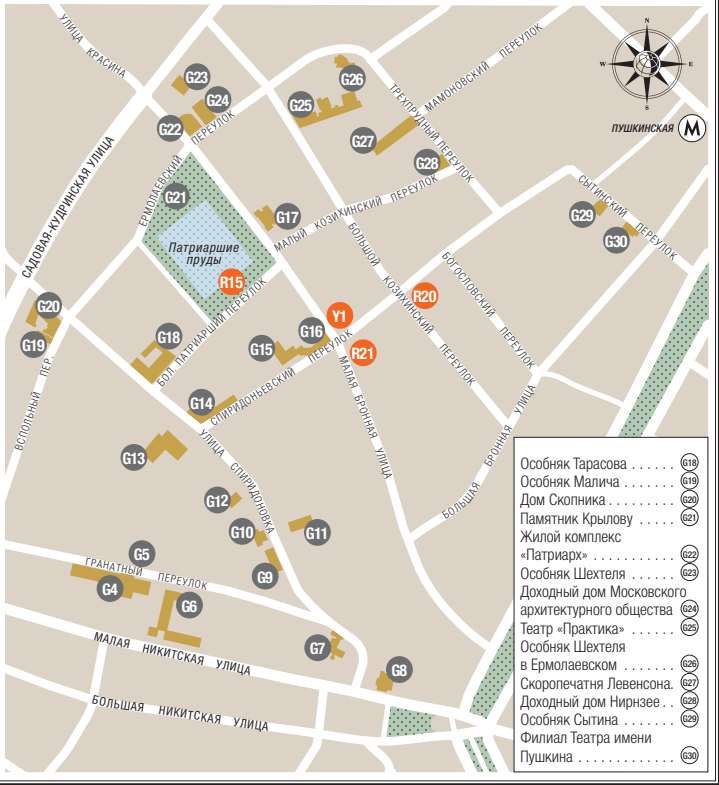 УЛИЦА КРАСИНА
САДОВАЯ-КУДРИНСКАЯ УЛИЦА
ЕРМОЛАЕВСКИЙ ПЕРЕУЛОК
ТРЕХПРУДНЫЙ ПЕРЕУЛОК
МАМОНОВСКИЙ ПЕРЕУЛОК
N
W
E
S
ПУШКИНСКАЯ М
G23
G24
G22
G25
G26
G27
G28
G21
G17
МАЛЫЙ КОЗИХИНСКИЙ ПЕРЕУЛОК
СЫТИНСКИЙ ПЕРЕУЛОК
G29
G30
Патриаршие
пруды
R15
БОЛЬШОЙ КОЗИХИНСКИЙ ПЕРЕУЛОК
БОГОСЛОВСКИЙ ПЕРЕУЛОК
R20
G20
G19
ВСПОЛЬНЫЙ ПЕР.
G18
БОЛ. ПАТРИАРШИЙ ПЕРЕУЛОК
G15
G16
Y1
R21
G14
СПИРИДОНЬЕВСКИЙ ПЕРЕУЛОК
МАЛАЯ БРОННАЯ УЛИЦА
БОЛЬШАЯ БРОННАЯ УЛИЦА
УЛИЦА СПИРИДОНОВКА
G13
G12
G10
G11
G9
G5
ГРАНАТНЫЙ ПЕРЕУЛОК
G4
G6
G7
G8
МАЛАЯ НИКИТСКАЯ УЛИЦА
БОЛЬШАЯ НИКИТСКАЯ УЛИЦА
Особняк Тарасова . . . . . . G18
Особняк Малича . . . . . . . G19
Дом Скопника . . . . . . . . . G20
Памятник Крылову . . . . . G21
Жилой комплекс
«Патриарх» . . . . . . . . . . . G22
Особняк Шехтеля . . . . . . G23
Доходный дом Московского
архитектурного общества G24
Театр «Практика» . . . . . . G25
Особняк Шехтеля
в Ермолаевском . . . . . . . G26
Скоропечатня Левенсона. G27
Доходный дом Нирнзее . . G28
Особняк Сытина . . . . . . . G29
Филиал Театра имени
Пушкина . . . . . . . . . . . . . G30